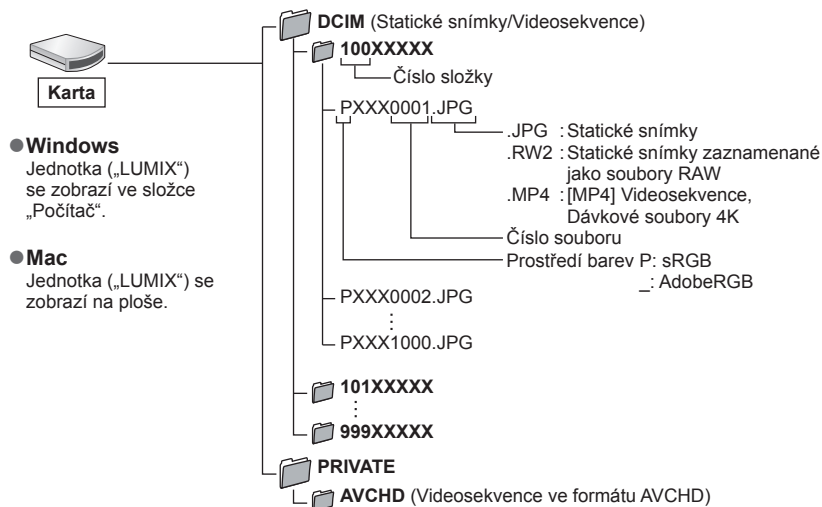 DCIM (Statické snímky/Videosekvence)
100XXXXX
Číslo složky
Karta
PXXX0001.JPG
●Windows
Jednotka („LUMIX“)
se zobrazí ve složce
„Počítač“.
●Mac
Jednotka („LUMIX“) se
zobrazí na ploše.
.JPG : Statické snímky
.RW2 : Statické snímky zaznamenané
jako soubory RAW
.MP4 : [MP4] Videosekvence,
Dávkové soubory 4K
Číslo souboru
Prostředí barev P: sRGB
_: AdobeRGB
PXXX0002.JPG
PXXX1000.JPG
101XXXXX
999XXXXX
PRIVATE
AVCHD (Videosekvence ve formátu AVCHD)